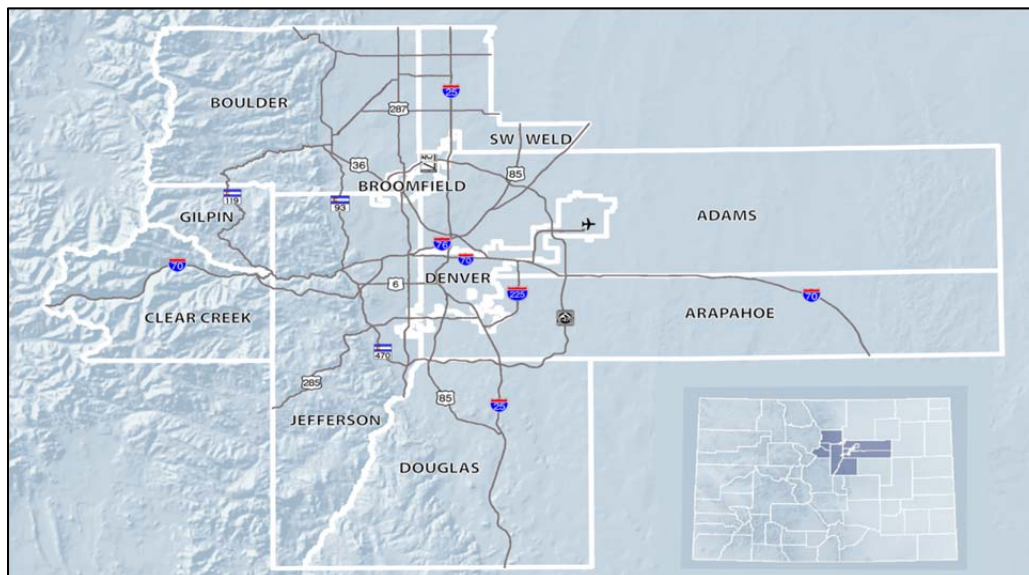 25
BOULDER
287
SW WELD
36
85
BROOMFIELD
119
93
GILPIN
ADAMS
76
70
70
DENVER
6
225
70
CLEAR CREEK
ARAPAHOE
470
285
85
25
JEFFERSON
DOUGLAS